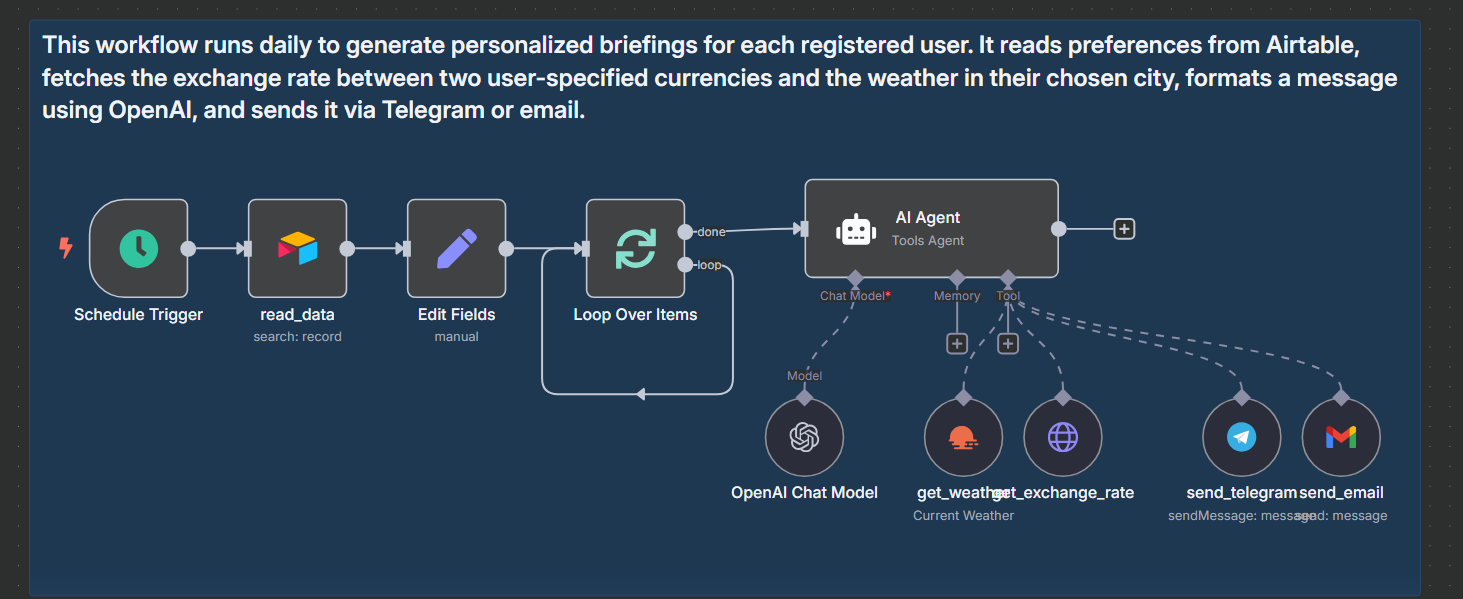 This workflow runs daily to generate personalized briefings for each registered user. It reads preferences from Airtable,
fetches the exchange rate between two user-specified currencies and the weather in their chosen city, formats a message
using OpenAI, and sends it via Telegram or email.
AI Agent
Tools Agent
done
loop
Chat Model*
Memory
Tool
Schedule Trigger
read_data
search: record
Edit Fields
manual
Loop Over Items
Model
OpenAI Chat Model
get_weather
Current Weather
get_exchange_rate
send_telegram
sendMessage: message
send_email
send: message